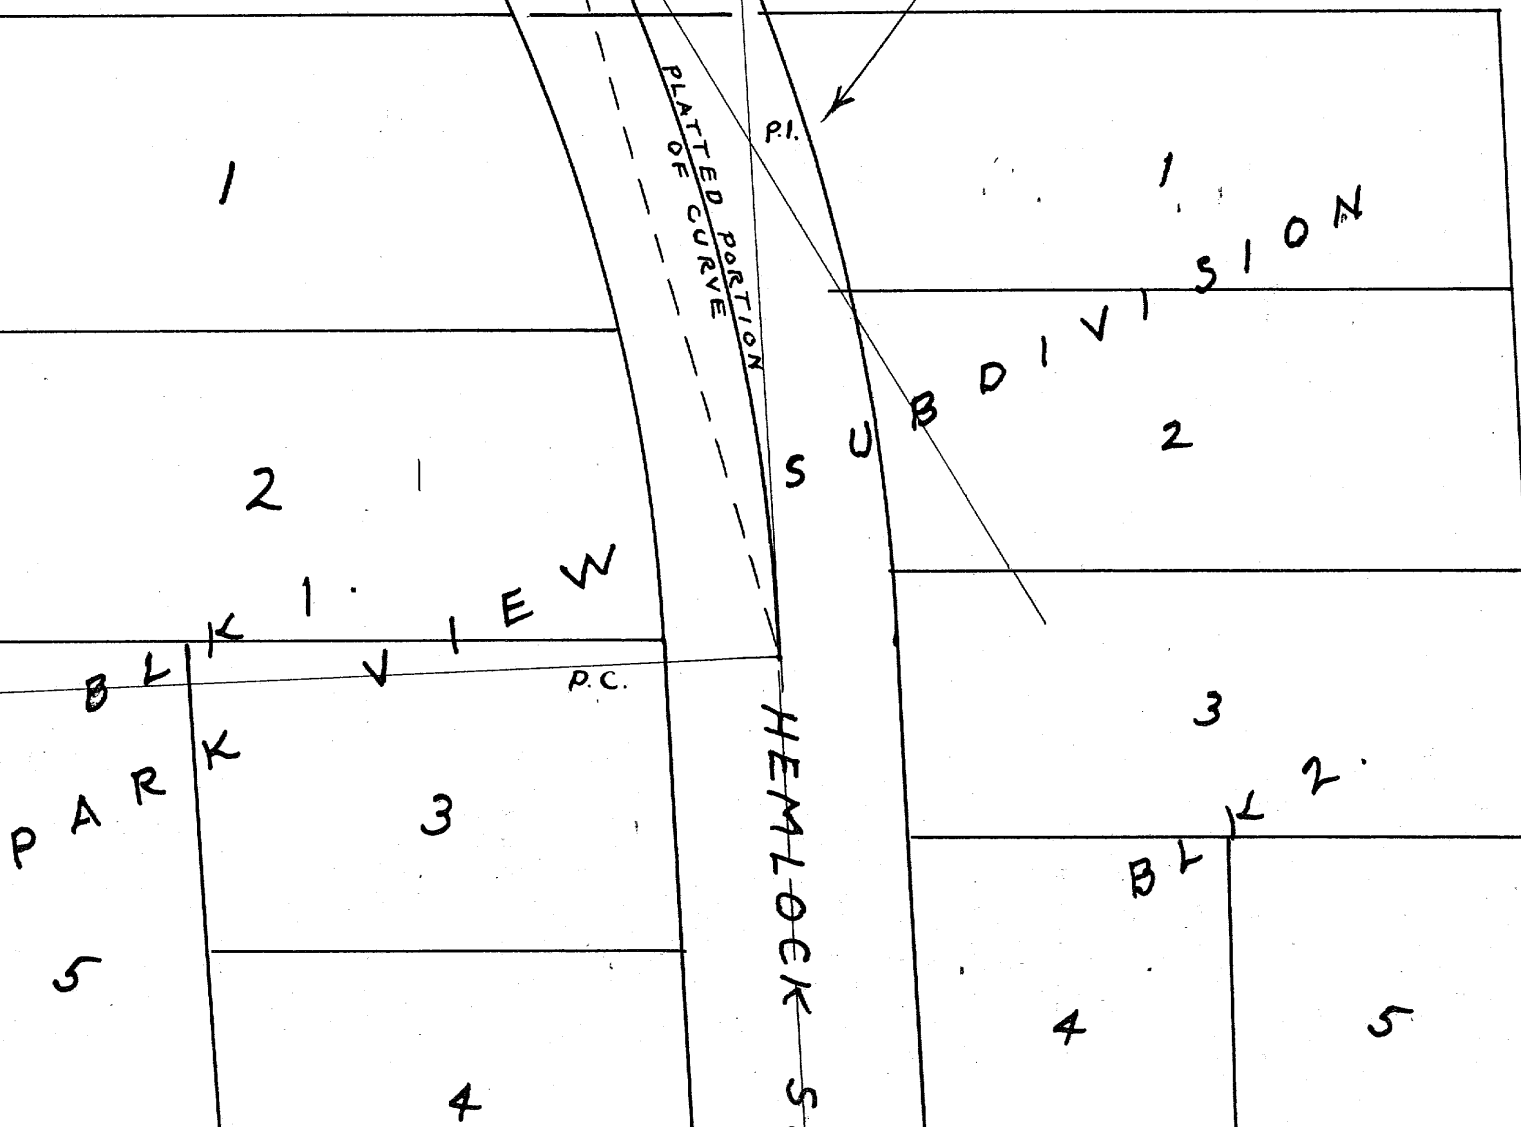 PLATTED PORTION
OF CURVE
P.I.
1
1
PARK VIEW SUBDIVISION
2
2
BLK 1.
P.C.
3
3
BLK 2.
HEMLOCK S
5
4
4
5